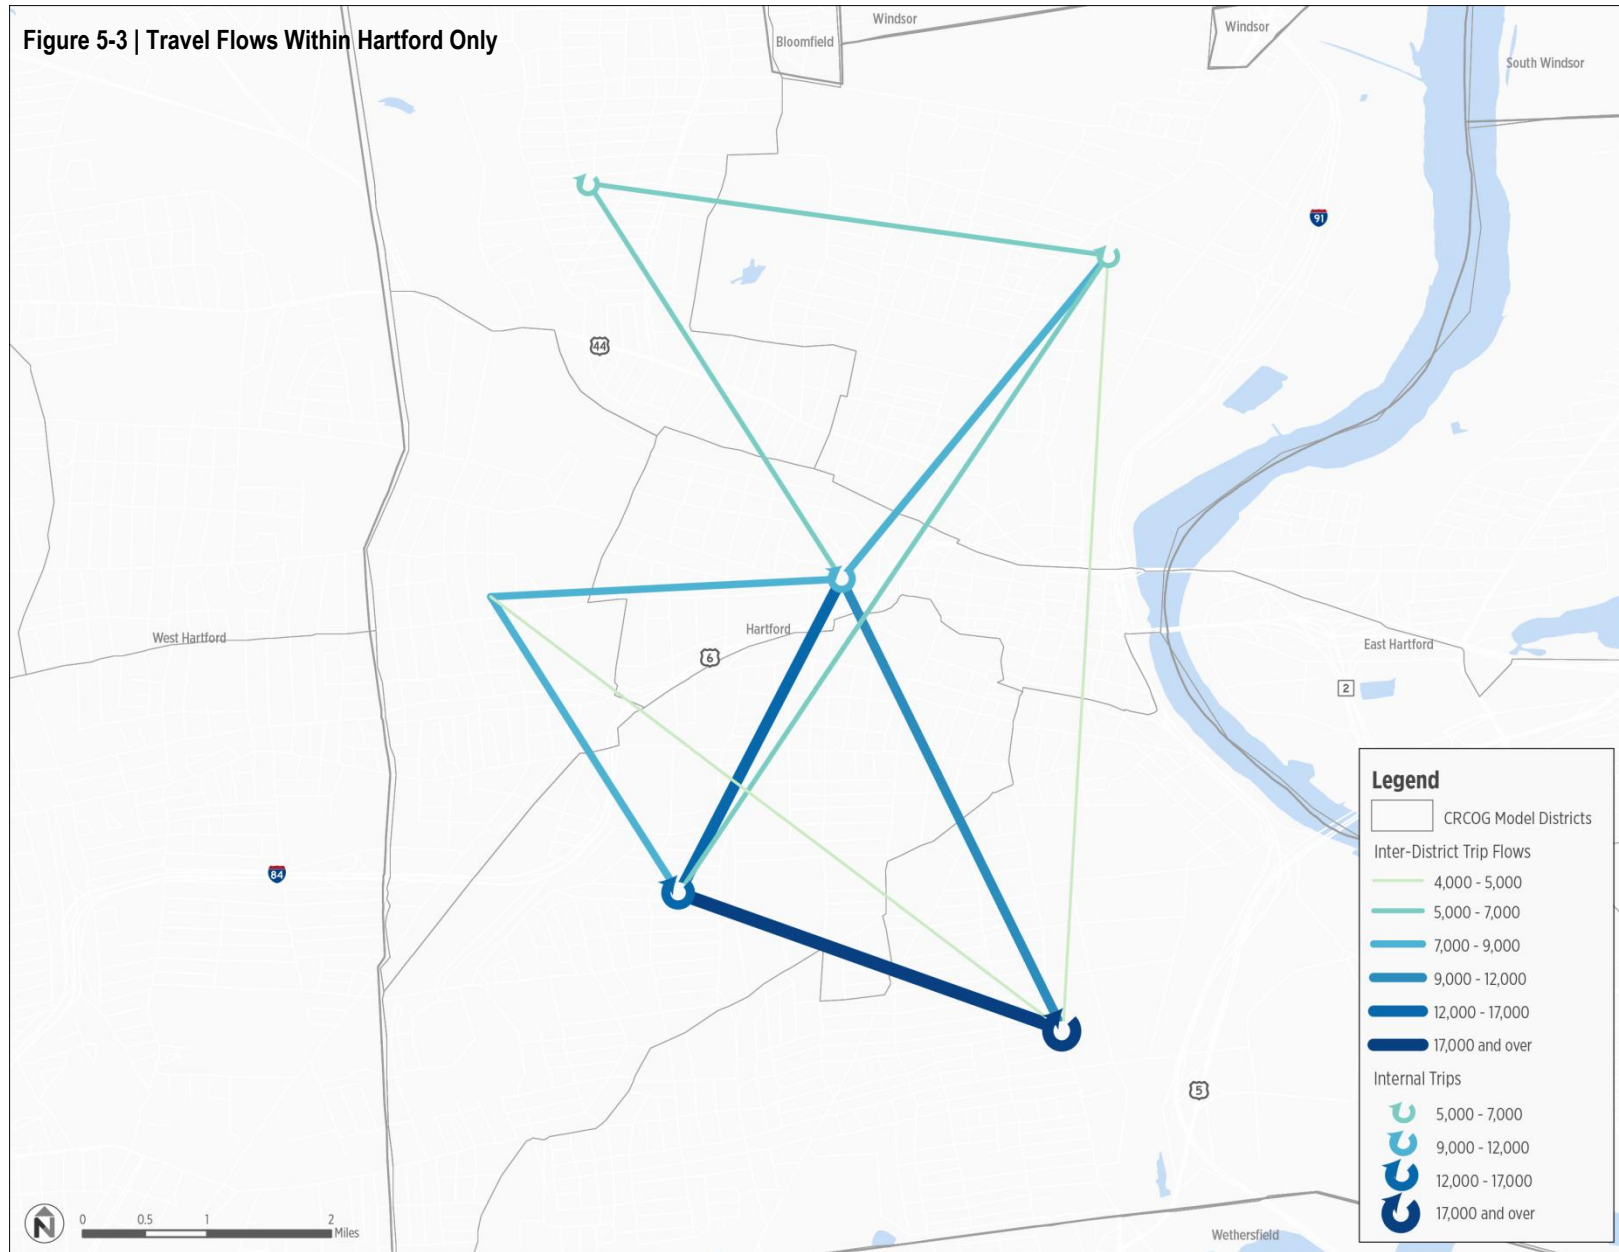 Figure 5-3 | Travel Flows Within Hartford Only
Windsor
Bloomfield
Windsor
South Windsor
91
44
West Hartford
Hartford
6
East Hartford
2
84
5
Wethersfield
Legend
CRCOG Model Districts
Inter-District Trip Flows
4,000 - 5,000
5,000 - 7,000
7,000 - 9,000
9,000 - 12,000
12,000 - 17,000
17,000 and over
Internal Trips
5,000 - 7,000
9,000 - 12,000
12,000 - 17,000
17,000 and over
N
0 0.5 1 2
Miles